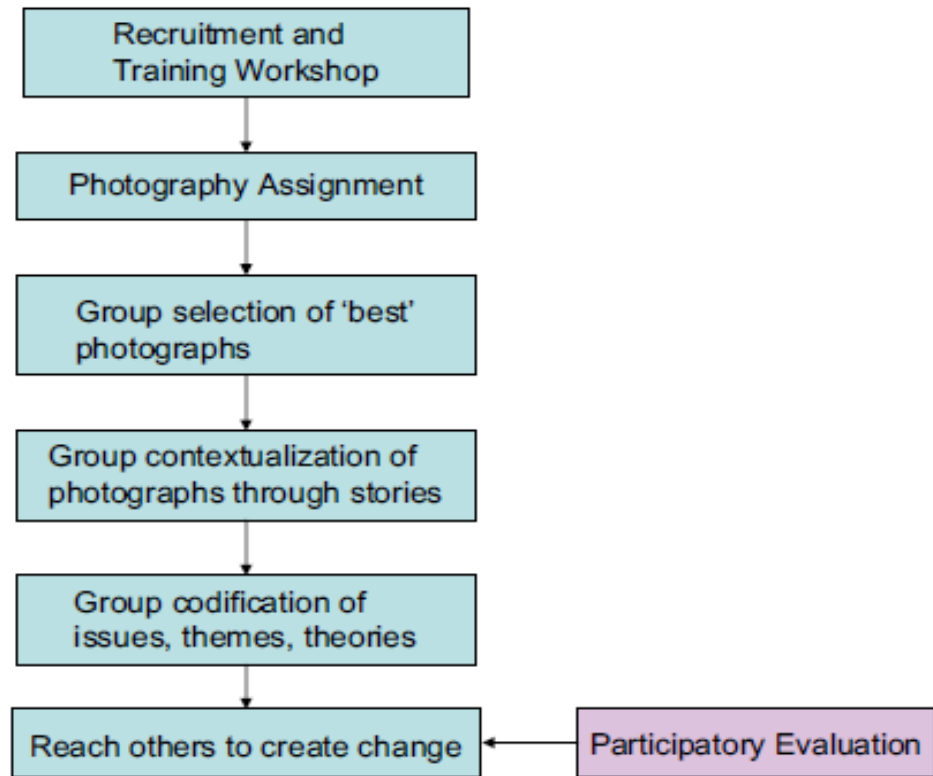 Recruitment and
Training Workshop
Photography Assignment
Group selection of ‘best’
photographs
Group contextualization of
photographs through stories
Group codification of
issues, themes, theories
Reach others to create change
Participatory Evaluation